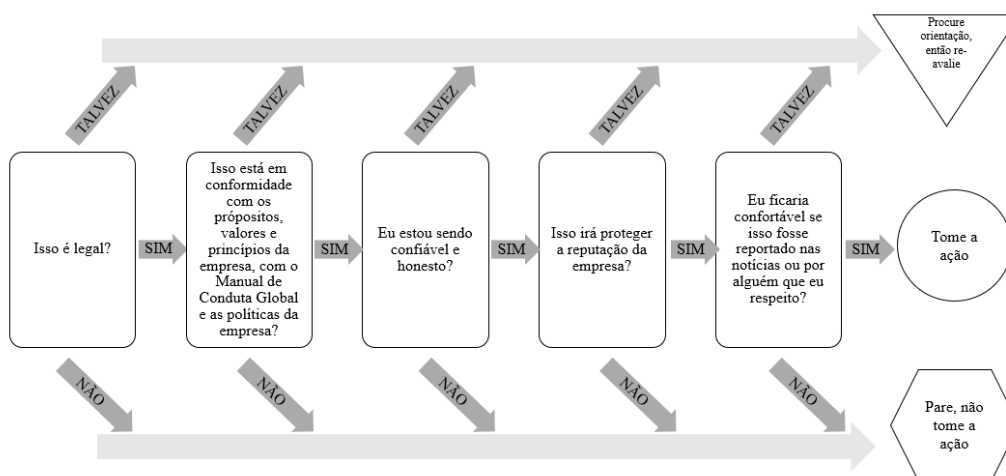 Procure
orientação,
então re-
avalie
TALVEZ
TALVEZ
TALVEZ
TALVEZ
TALVEZ
Isso é legal?
SIM
Isso está em
conformidade
com os
própositos,
valores e
princípios da
empresa, com o
Manual de
Conduta Global
e as políticas da
empresa?
SIM
Eu estou sendo
confiável e
honesto?
SIM
Isso irá proteger
a reputação da
empresa?
SIM
Eu ficaria
confortável se
isso fosse
reportado nas
notícias ou por
alguém que eu
respeito?
SIM
Tome a
ação
NÃO
NÃO
NÃO
NÃO
NÃO
Pare, não
tome a
ação